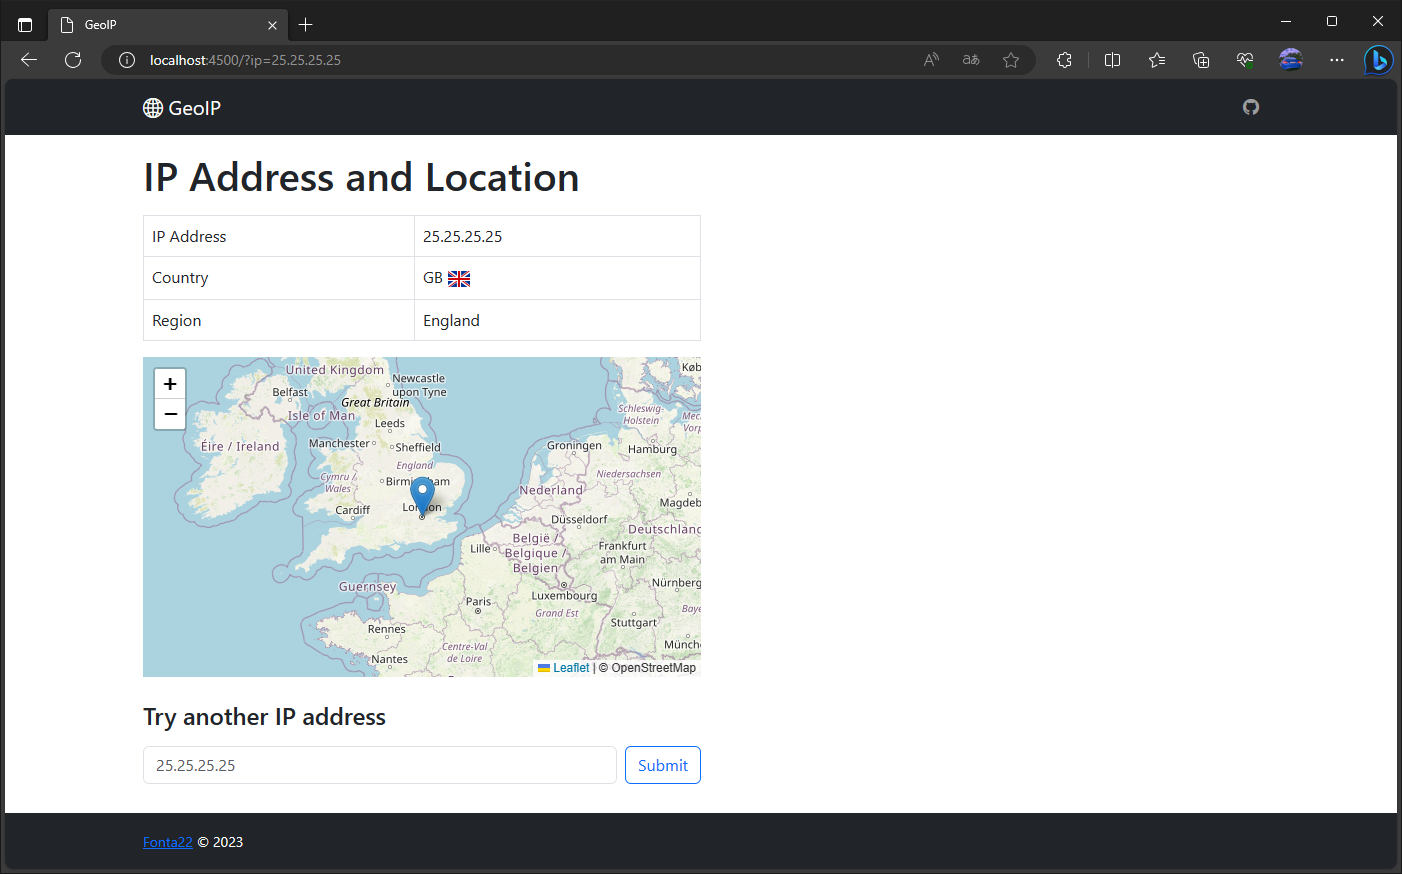 GeoIP
localhost:4500/?ip=25.25.25.25
GeoIP
IP Address and Location
IP Address 25.25.25.25
Country GB
Region England
+
−
United Kingdom
Newcastle
upon Tyne
Belfast
Great Britain
Isle of Man
Leeds
Éire / Ireland
Manchester
Sheffield
England
Cymru /
Wales
Birmingham
Cardiff
London
Guernsey
Schleswig-
Holstein
Groningen
Hamburg
Niedersachsen
Nederland
Düsseldorf
Deutschland
België /
Belgique /
Belgien
Lille
Frankfurt
am Main
Luxembourg
Paris
Grand Est
Stuttgart
Rennes
Centre-Val
de Loire
Nantes
Leaflet | © OpenStreetMap
Try another IP address
25.25.25.25
Submit
Fonta22 © 2023